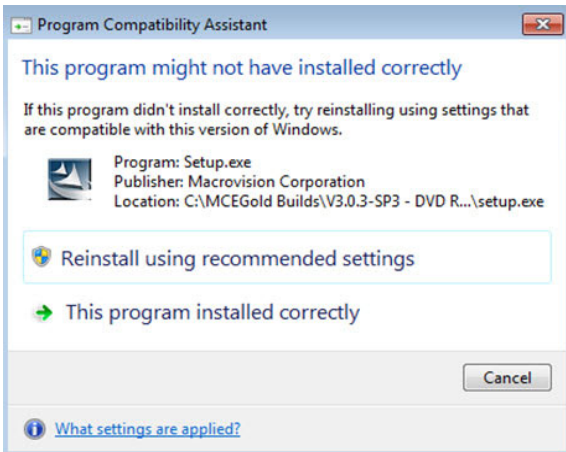 Program Compatibility Assistant
This program might not have installed correctly
If this program didn't install correctly, try reinstalling using settings that
are compatible with this version of Windows.
Program: Setup.exe
Publisher: Macrovision Corporation
Location: C:\MCEGold Builds\V3.0.3-SP3 - DVD R...\setup.exe
Reinstall using recommended settings
This program installed correctly
Cancel
What settings are applied?